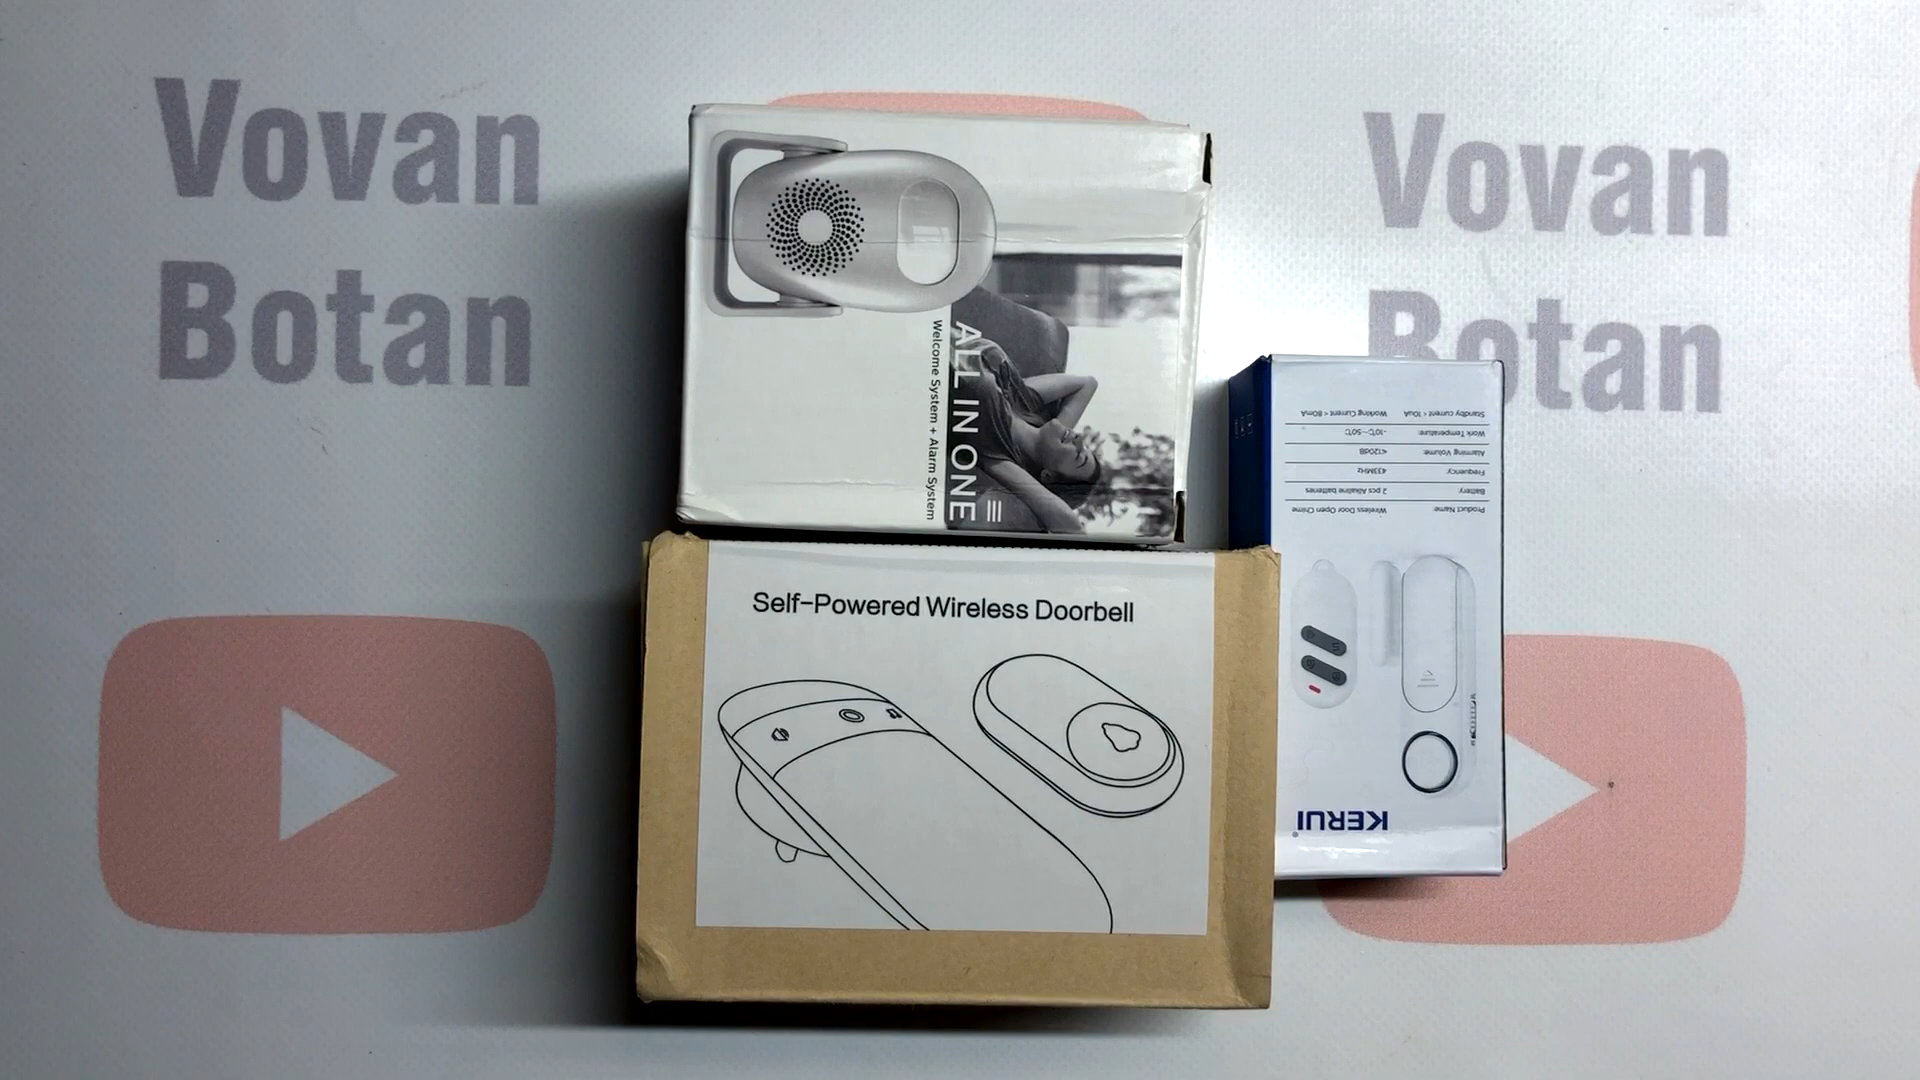 Vovan
Botan
Vovan
Botan
ALL IN ONE
Welcome System + Alarm System
Self-Powered Wireless Doorbell
KERUI®
Product Name: Wireless Door Open Chime
Battery: 2 pcs Alkaline batteries
Frequency: 433MHz
Alarming Volume: <120dB
Work Temperature: -10℃~50℃
Standby current < 10uA Working Current < 80mA